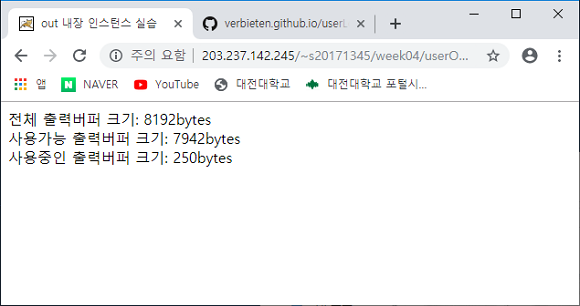 out 내장 인스턴스 실습
verbieten.github.io/userL
주의 요함 | 203.237.142.245/~s20171345/week04/userO...
앱 NAVER YouTube 대전대학교 대전대학교 포털시...
전체 출력버퍼 크기: 8192bytes
사용가능 출력버퍼 크기: 7942bytes
사용중인 출력버퍼 크기: 250bytes